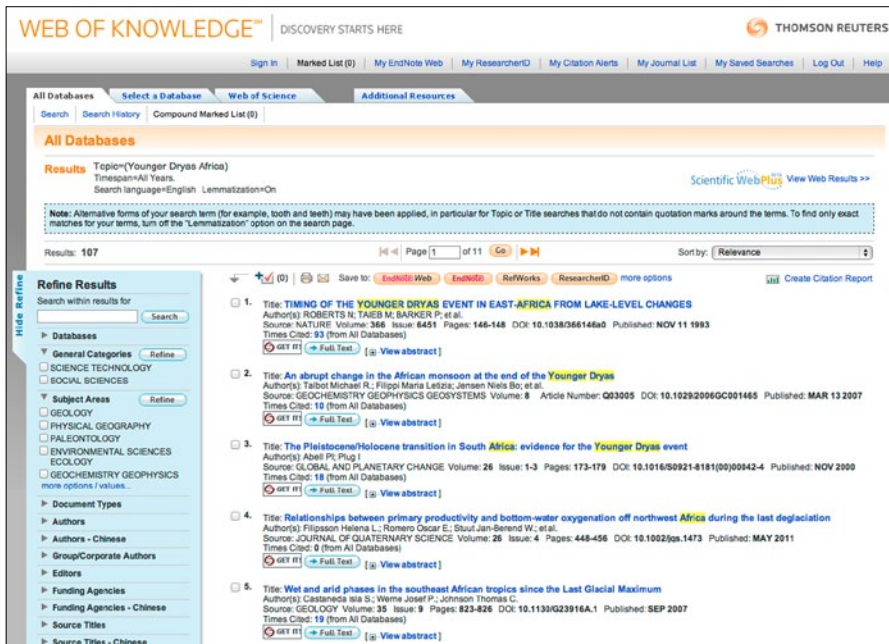 WEB OF KNOWLEDGE℠ DISCOVERY STARTS HERE
THOMSON REUTERS
Sign In Marked List (0) My EndNote Web My ResearcherID My Citation Alerts My Journal List My Saved Searches Log Out Help
All Databases Select a Database Web of Science Additional Resources
Search Search History Compound Marked List (0)
All Databases
Results Topic=(Younger Dryas Africa)
Timespan=All Years.
Search language=English Lemmatization=On
Scientific WebPlus BETA View Web Results >>
Note: Alternative forms of your search term (for example, tooth and teeth) may have been applied, in particular for Topic or Title searches that do not contain quotation marks around the terms. To find only exact
matches for your terms, turn off the "Lemmatization" option on the search page.
Results: 107 Page 1 of 11 Go Sort by: Relevance
(0) Save to: EndNote Web EndNote RefWorks ResearcherID more options Create Citation Report
Hide Refine
Refine Results
Search within results for
Search
Databases
General Categories Refine
SCIENCE TECHNOLOGY
SOCIAL SCIENCES
Subject Areas Refine
GEOLOGY
PHYSICAL GEOGRAPHY
PALEONTOLOGY
ENVIRONMENTAL SCIENCES
ECOLOGY
GEOCHEMISTRY GEOPHYSICS
more options / values...
Document Types
Authors
Authors - Chinese
Group/Corporate Authors
Editors
Funding Agencies
Funding Agencies - Chinese
Source Titles
Source Titles - Chinese
1. Title: TIMING OF THE YOUNGER DRYAS EVENT IN EAST-AFRICA FROM LAKE-LEVEL CHANGES
Author(s): ROBERTS N; TAIEB M; BARKER P; et al.
Source: NATURE Volume: 366 Issue: 6451 Pages: 146-148 DOI: 10.1038/366146a0 Published: NOV 11 1993
Times Cited: 93 (from All Databases)
GET IT! Full Text [ View abstract ]
2. Title: An abrupt change in the African monsoon at the end of the Younger Dryas
Author(s): Talbot Michael R.; Filippi Maria Letizia; Jensen Niels Bo; et al.
Source: GEOCHEMISTRY GEOPHYSICS GEOSYSTEMS Volume: 8 Article Number: Q03005 DOI: 10.1029/2006GC001465 Published: MAR 13 2007
Times Cited: 10 (from All Databases)
GET IT! Full Text [ View abstract ]
3. Title: The Pleistocene/Holocene transition in South Africa: evidence for the Younger Dryas event
Author(s): Abell PI; Plug I
Source: GLOBAL AND PLANETARY CHANGE Volume: 26 Issue: 1-3 Pages: 173-179 DOI: 10.1016/S0921-8181(00)00042-4 Published: NOV 2000
Times Cited: 18 (from All Databases)
GET IT! Full Text [ View abstract ]
4. Title: Relationships between primary productivity and bottom-water oxygenation off northwest Africa during the last deglaciation
Author(s): Filipsson Helena L.; Romero Oscar E.; Stuut Jan-Berend W.; et al.
Source: JOURNAL OF QUATERNARY SCIENCE Volume: 26 Issue: 4 Pages: 448-456 DOI: 10.1002/jqs.1473 Published: MAY 2011
Times Cited: 0 (from All Databases)
GET IT! Full Text [ View abstract ]
5. Title: Wet and arid phases in the southeast African tropics since the Last Glacial Maximum
Author(s): Castaneda Isla S.; Werne Josef P.; Johnson Thomas C.
Source: GEOLOGY Volume: 35 Issue: 9 Pages: 823-826 DOI: 10.1130/G23916A.1 Published: SEP 2007
Times Cited: 19 (from All Databases)
GET IT! Full Text [ View abstract ]